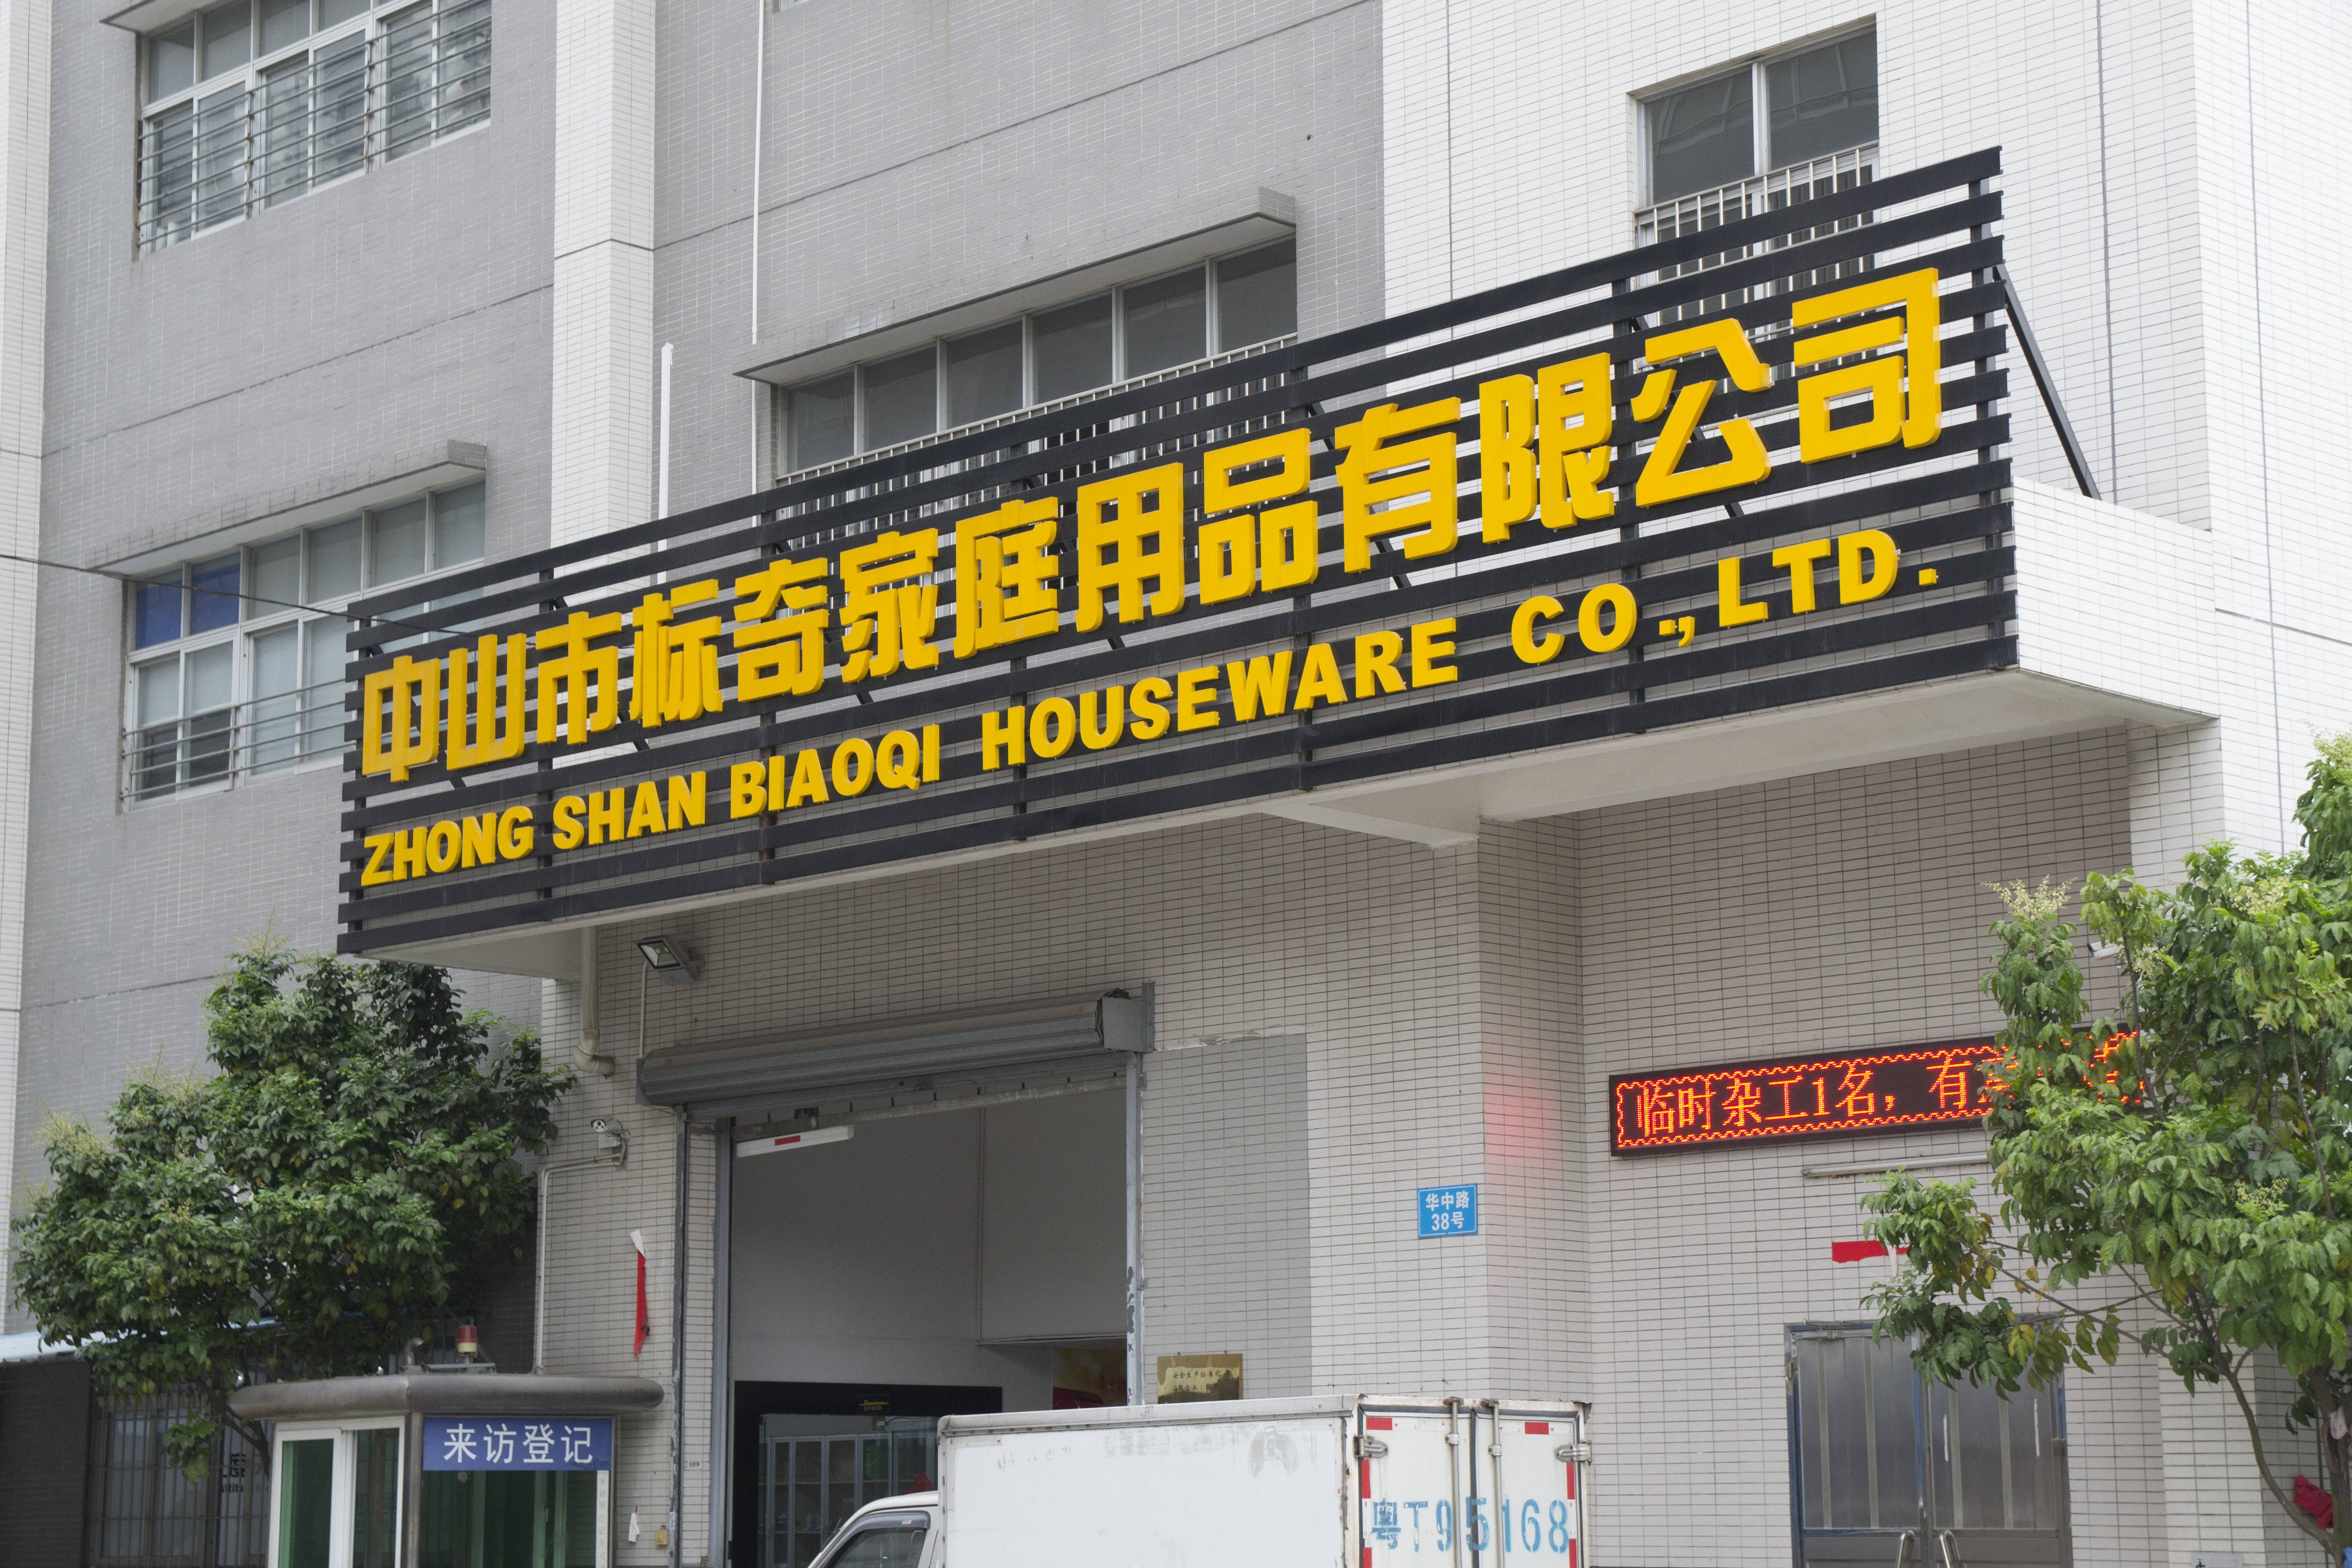 中山市标奇家庭用品有限公司
ZHONG SHAN BIAOQI HOUSEWARE CO., LTD.
临时杂工1名，有
华中路
38号
来访登记
粤T95168